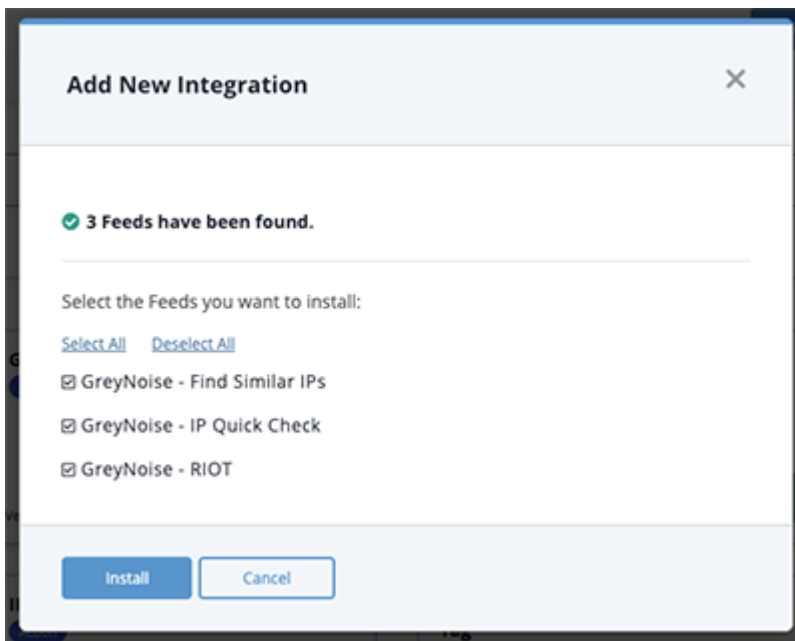 Add New Integration
3 Feeds have been found.
Select the Feeds you want to install:
Select All Deselect All
GreyNoise - Find Similar IPs
GreyNoise - IP Quick Check
GreyNoise - RIOT
Install Cancel